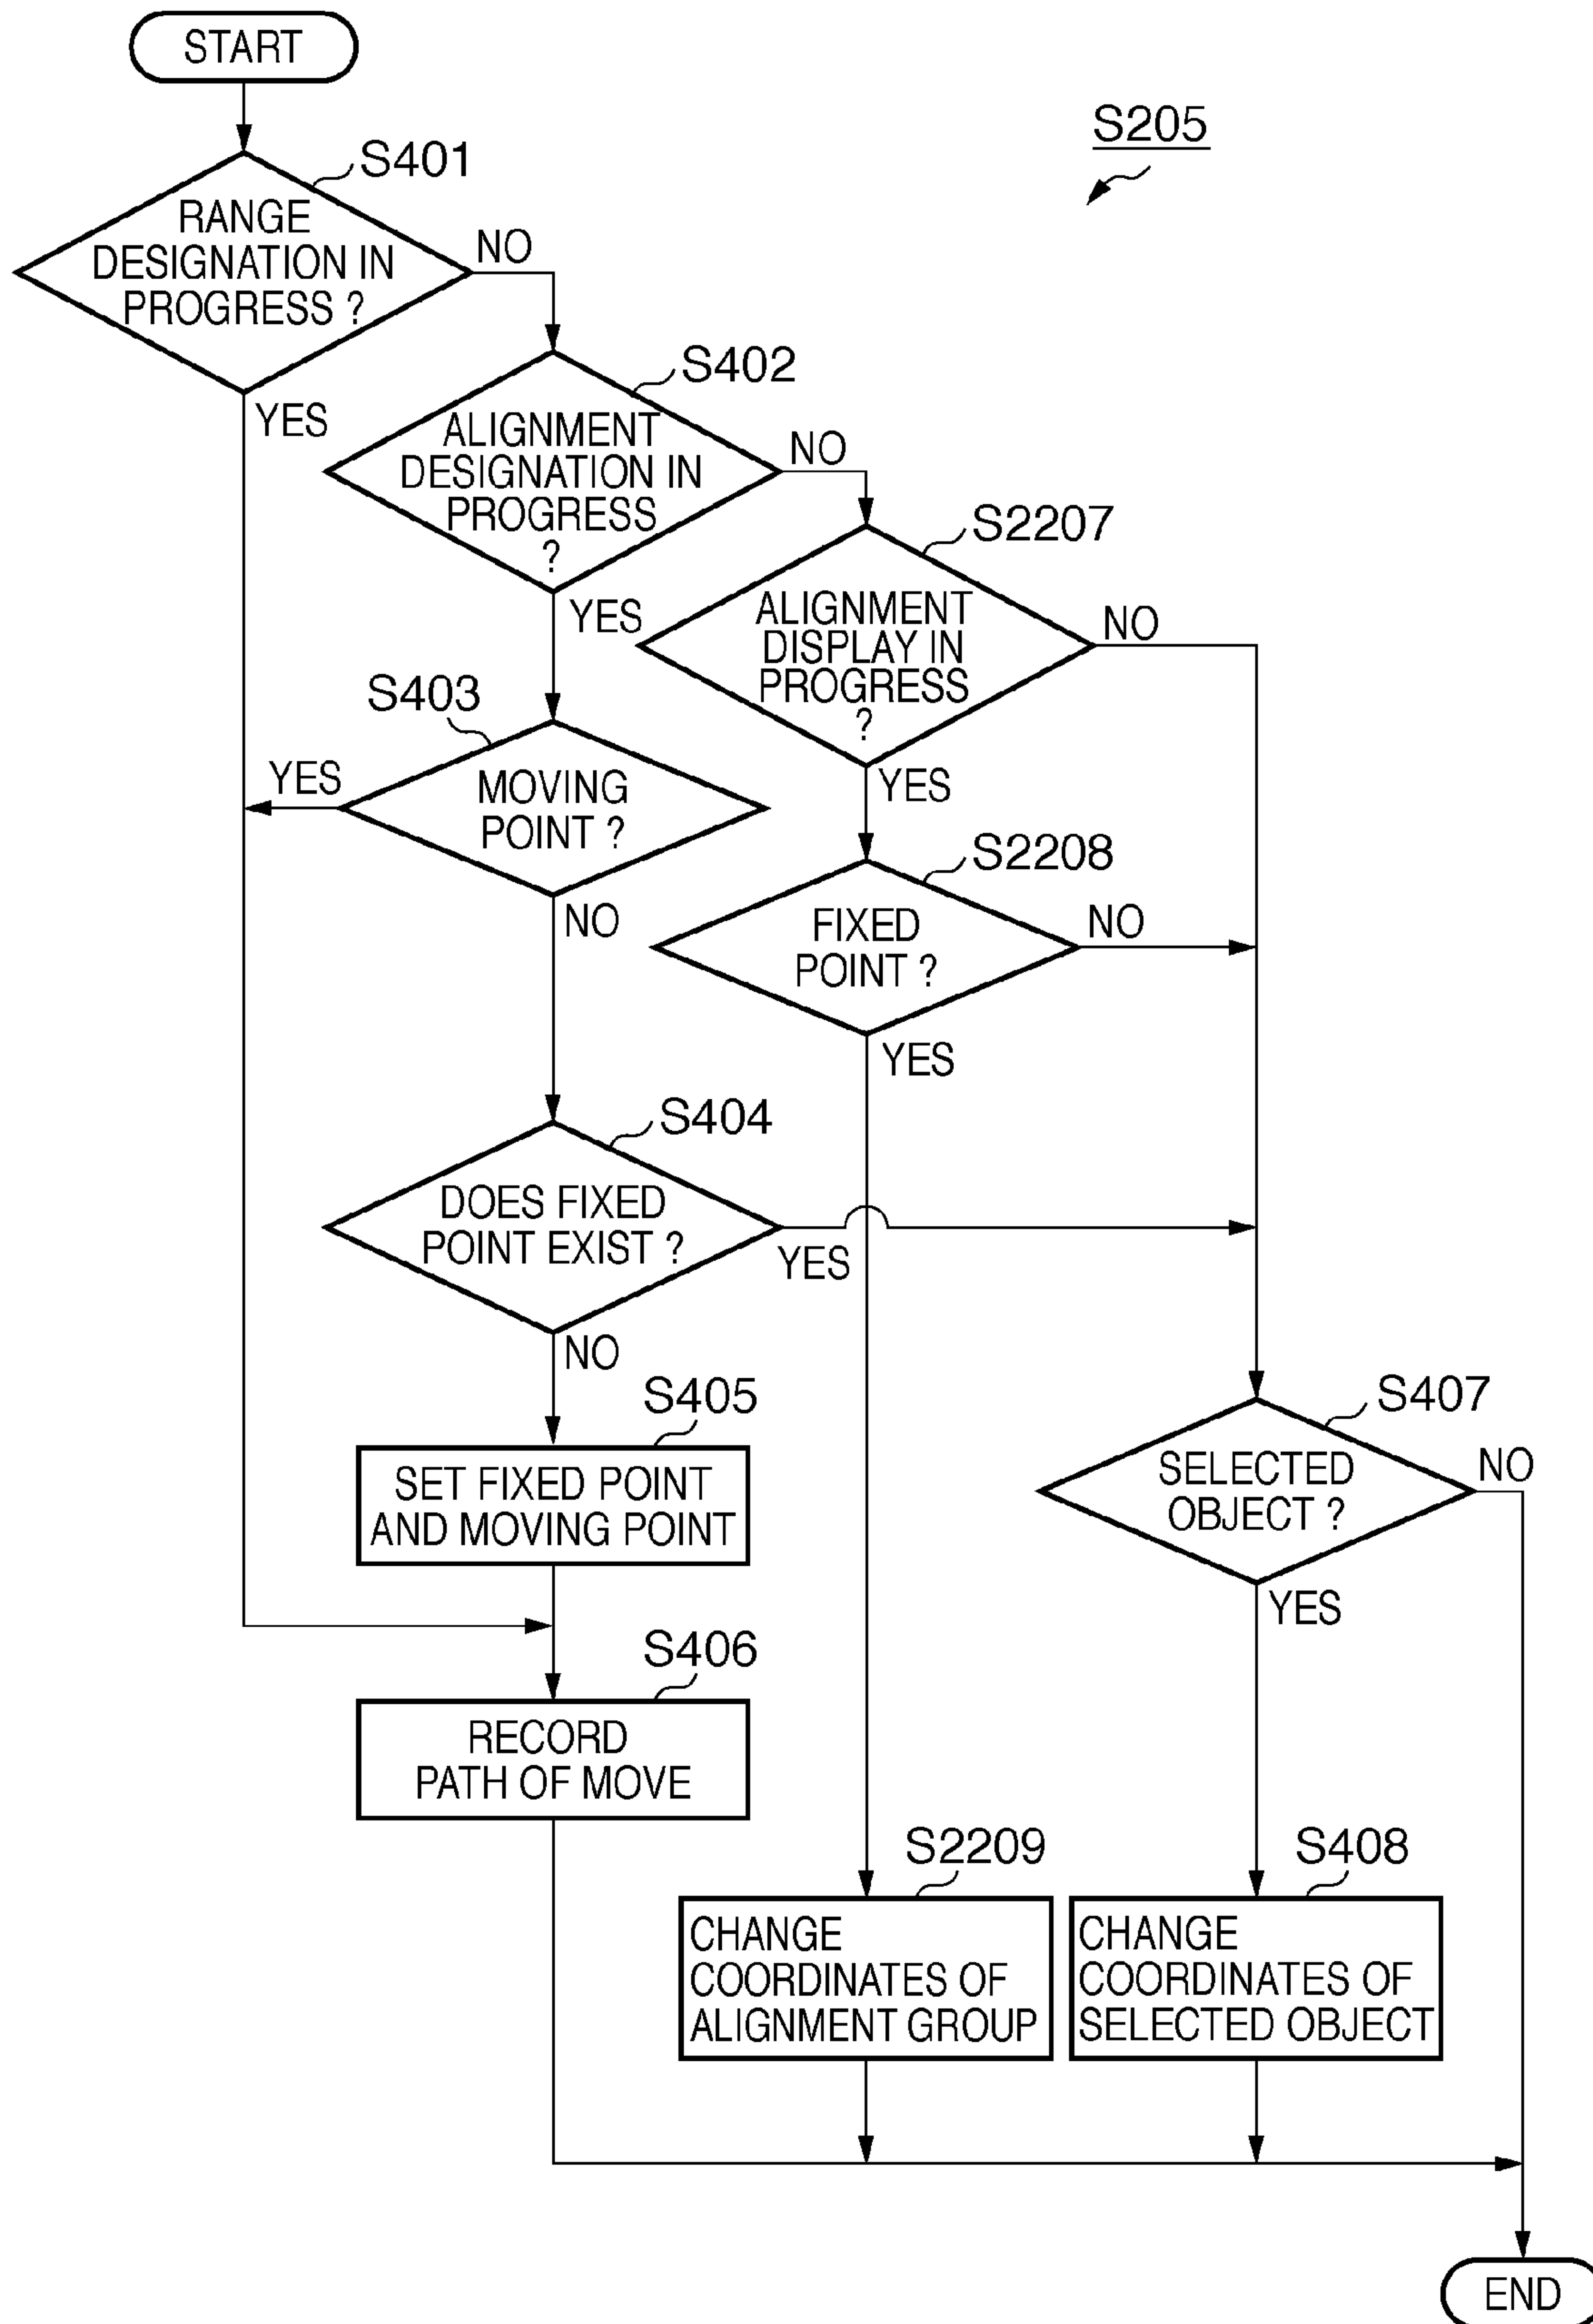 START
S205
S401
RANGE
DESIGNATION IN
PROGRESS ?
NO
YES
S402
ALIGNMENT
DESIGNATION IN
PROGRESS
?
NO
YES
S2207
ALIGNMENT
DISPLAY IN
PROGRESS
?
NO
YES
S403
MOVING
POINT ?
YES
NO
S2208
FIXED
POINT ?
NO
YES
S404
DOES FIXED
POINT EXIST ?
YES
NO
S405
SET FIXED POINT
AND MOVING POINT
S407
SELECTED
OBJECT ?
NO
YES
S406
RECORD
PATH OF MOVE
S2209
CHANGE
COORDINATES OF
ALIGNMENT GROUP
S408
CHANGE
COORDINATES OF
SELECTED OBJECT
END